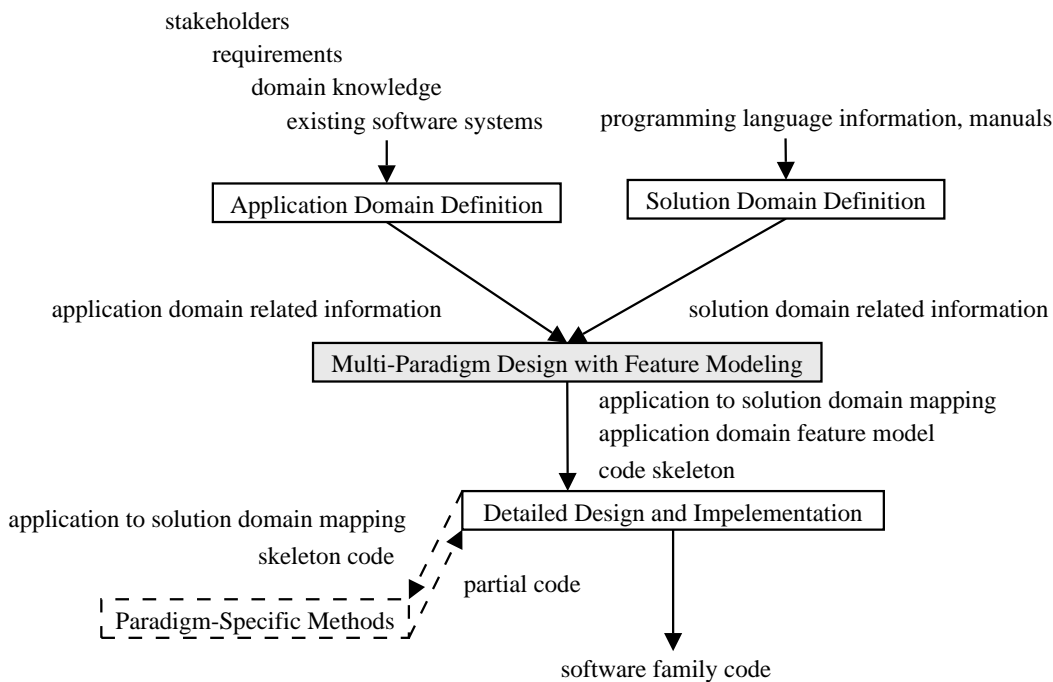 stakeholders
requirements
domain knowledge
existing software systems
programming language information, manuals
Application Domain Definition
Solution Domain Definition
application domain related information
solution domain related information
Multi-Paradigm Design with Feature Modeling
application to solution domain mapping
application domain feature model
code skeleton
Detailed Design and Impelementation
application to solution domain mapping
skeleton code
partial code
Paradigm-Specific Methods
software family code